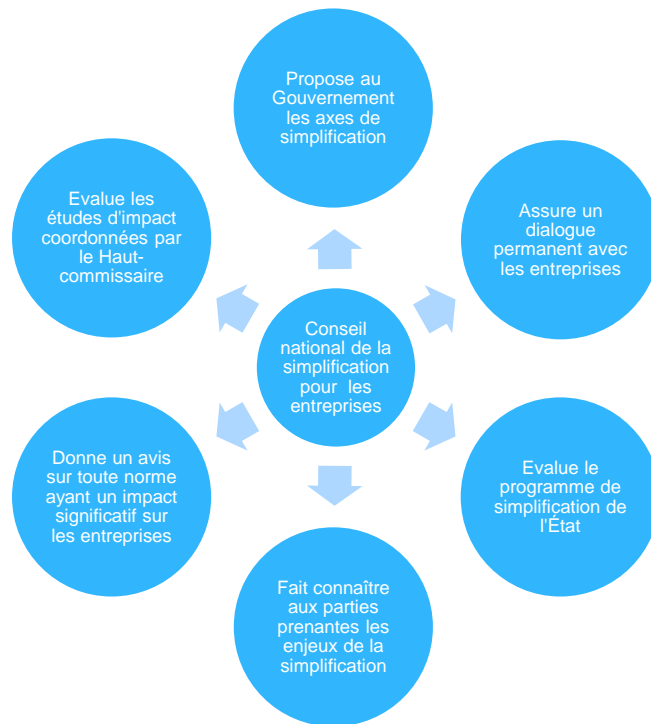 Propose au
Gouvernement
les axes de
simplification
Assure un
dialogue
permanent avec
les entreprises
Evalue le
programme de
simplification de
l'État
Fait connaître
aux parties
prenantes les
enjeux de la
simplification
Donne un avis
sur toute norme
ayant un impact
significatif sur
les entreprises
Evalue les
études d'impact
coordonnées par
le Haut-
commissaire
Conseil
national de la
simplification
pour les
entreprises